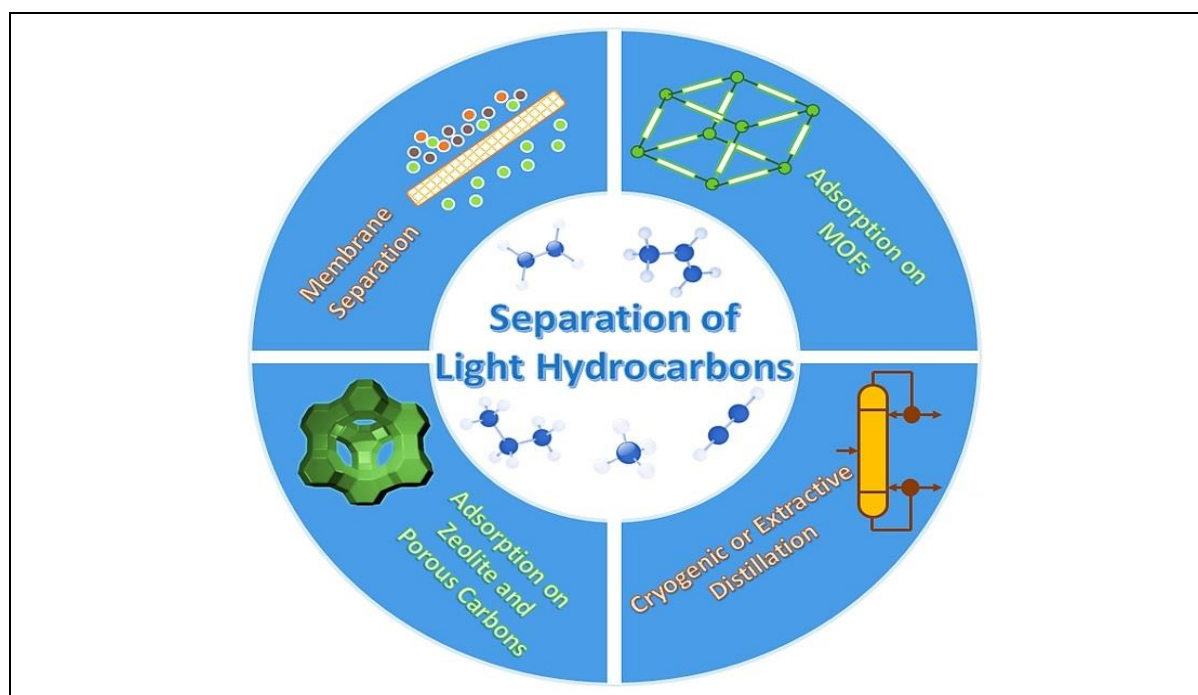 Membrane
Separation
Adsorption on
MOFs
Separation of
Light Hydrocarbons
Adsorption on
Zeolite and
Porous Carbons
Cryogenic or Extractive
Distillation